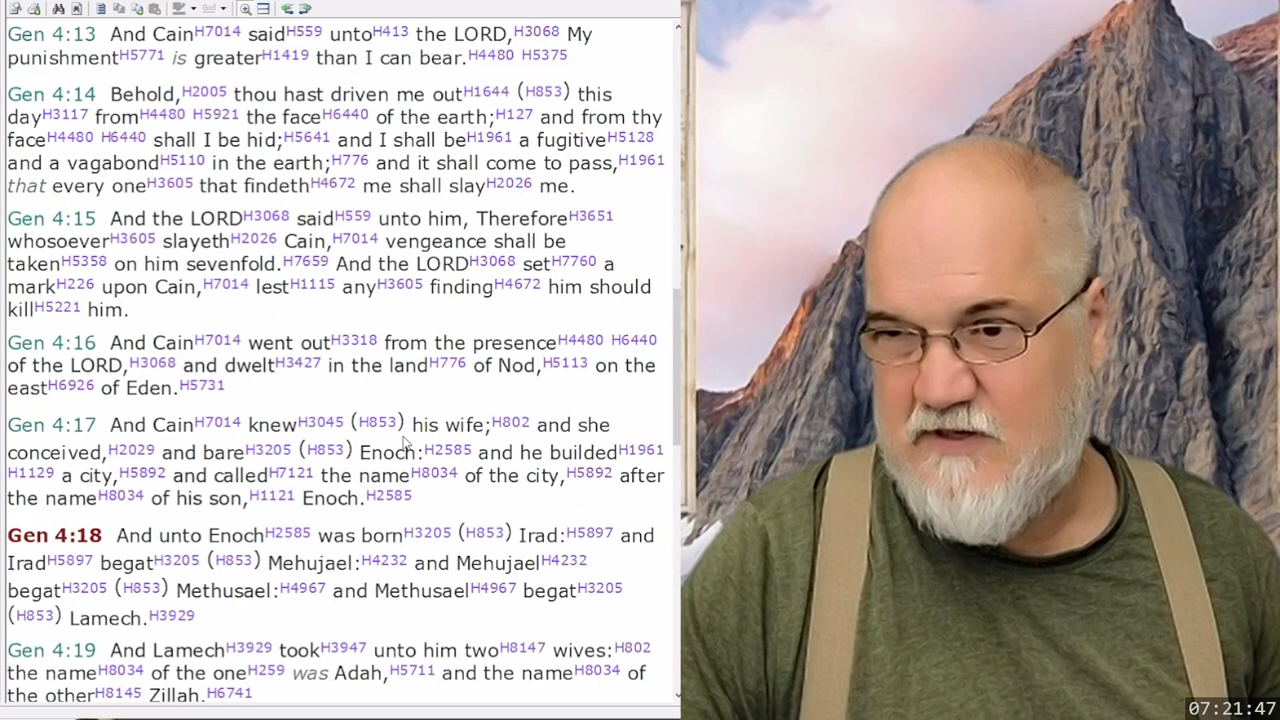 Gen 4:13 And CainH7014 saidH559 untoH413 the LORD,H3068 My
punishmentH5771 is greaterH1419 than I can bear.H4480 H5375
Gen 4:14 Behold,H2005 thou hast driven me outH1644 (H853) this
dayH3117 fromH4480 H5921 the faceH6440 of the earth;H127 and from thy
faceH4480 H6440 shall I be hid;H5641 and I shall beH1961 a fugitiveH5128
and a vagabondH5110 in the earth;H776 and it shall come to pass,H1961
that every oneH3605 that findethH4672 me shall slayH2026 me.
Gen 4:15 And the LORDH3068 saidH559 unto him, ThereforeH3651
whosoeverH3605 slayethH2026 Cain,H7014 vengeance shall be
takenH5358 on him sevenfold.H7659 And the LORDH3068 setH7760 a
markH226 upon Cain,H7014 lestH1115 anyH3605 findingH4672 him should
killH5221 him.
Gen 4:16 And CainH7014 went outH3318 from the presenceH4480 H6440
of the LORD,H3068 and dweltH3427 in the landH776 of Nod,H5113 on the
eastH6926 of Eden.H5731
Gen 4:17 And CainH7014 knewH3045 (H853) his wife;H802 and she
conceived,H2029 and bareH3205 (H853) Enoch:H2585 and he buildedH1961
H1129 a city,H5892 and calledH7121 the nameH8034 of the city,H5892 after
the nameH8034 of his son,H1121 Enoch.H2585
Gen 4:18 And unto EnochH2585 was bornH3205 (H853) Irad:H5897 and
IradH5897 begatH3205 (H853) Mehujael:H4232 and MehujaelH4232
begatH3205 (H853) Methusael:H4967 and MethusaelH4967 begatH3205
(H853) Lamech.H3929
Gen 4:19 And LamechH3929 tookH3947 unto him twoH8147 wives:H802
the nameH8034 of the oneH259 was Adah,H5711 and the nameH8034 of
the otherH8145 Zillah.H6741
07:21:47